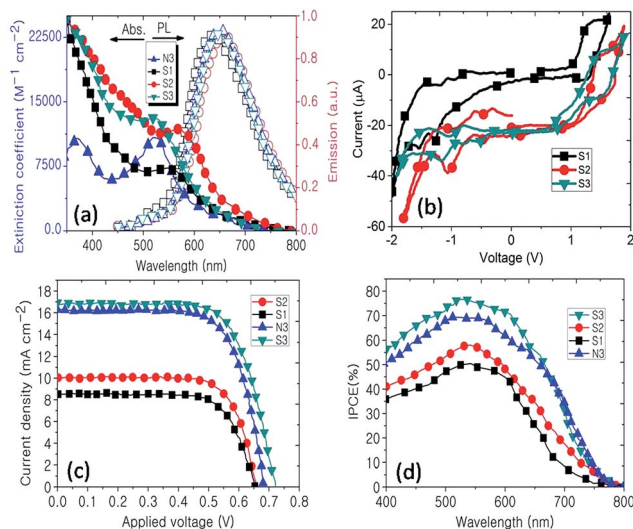 Extiniction coefficient (M⁻¹ cm⁻²)
22500
15000
7500
0.0
Abs. PL
N3
S1
S2
S3
(a)
1.0
0.8
0.6
0.4
0.2
0.0
Emission (a.u.)
400 500 600 700 800
Wavelength (nm)
Current (µA)
20
0
-20
-40
-60
(b)
S1
S2
S3
-2 -1 0 1 2
Voltage (V)
Current density (mA cm⁻²)
18
16
14
12
10
8
6
4
2
0
S2
S1
N3
S3
(c)
0.0 0.1 0.2 0.3 0.4 0.5 0.6 0.7 0.8
Applied voltage (V)
IPCE(%)
80
70
60
50
40
30
20
10
0
S3
S2
S1
N3
(d)
400 500 600 700 800
Wavelength (nm)